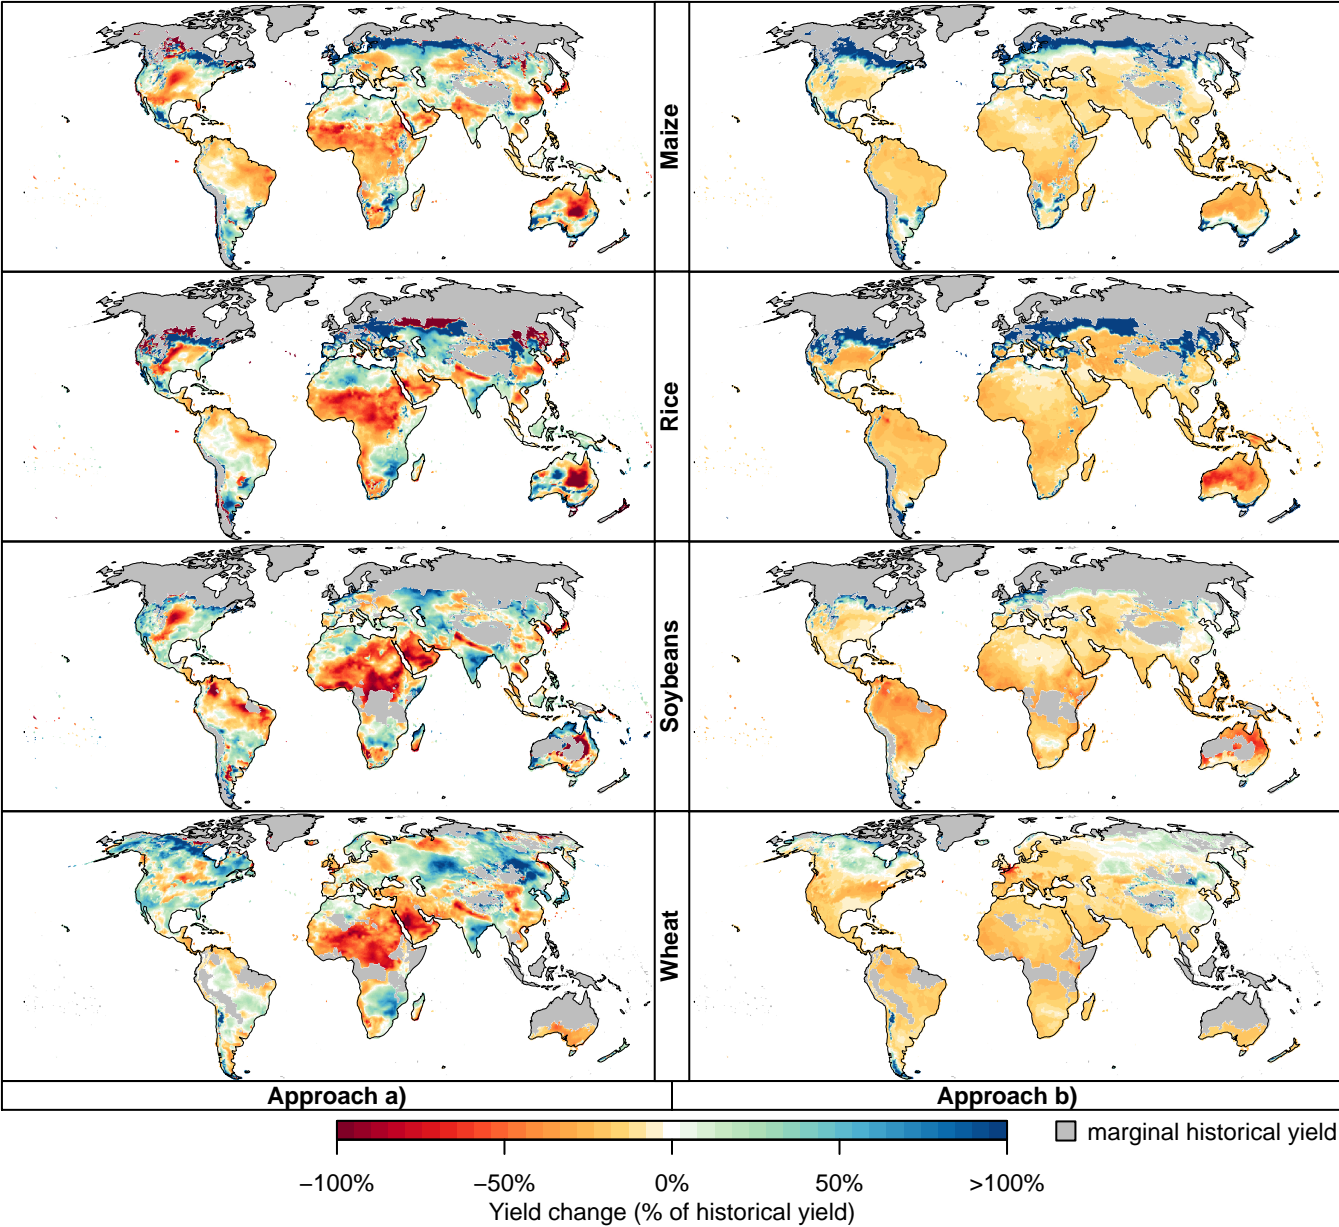 Maize
Rice
Soybeans
Wheat
Approach a)
Approach b)
marginal historical yield
−100%
−50%
0%
50%
>100%
Yield change (% of historical yield)